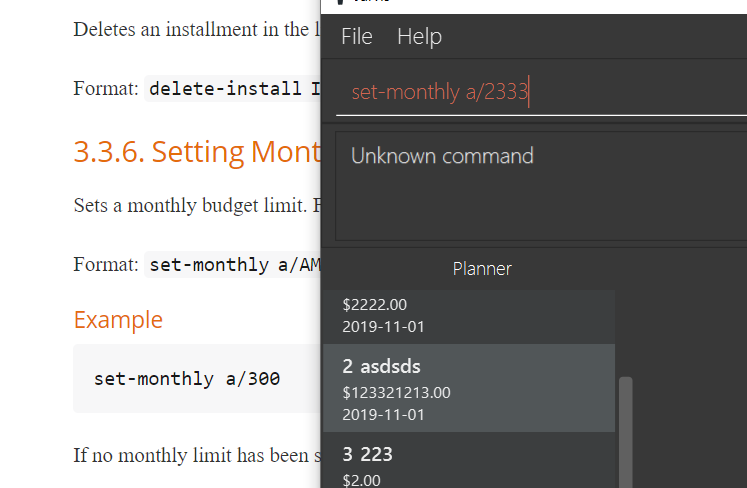 Deletes an installment in the
Format: delete-install
3.3.6. Setting
Sets a monthly budget limit.
Format: set-monthly
Example
set-monthly a/300
If no monthly limit has been
File Help
set-monthly a/2333
Unknown command
Planner
$2222.00
2019-11-01
2 asdsds
$123321213.00
2019-11-01
3 223
$2.00